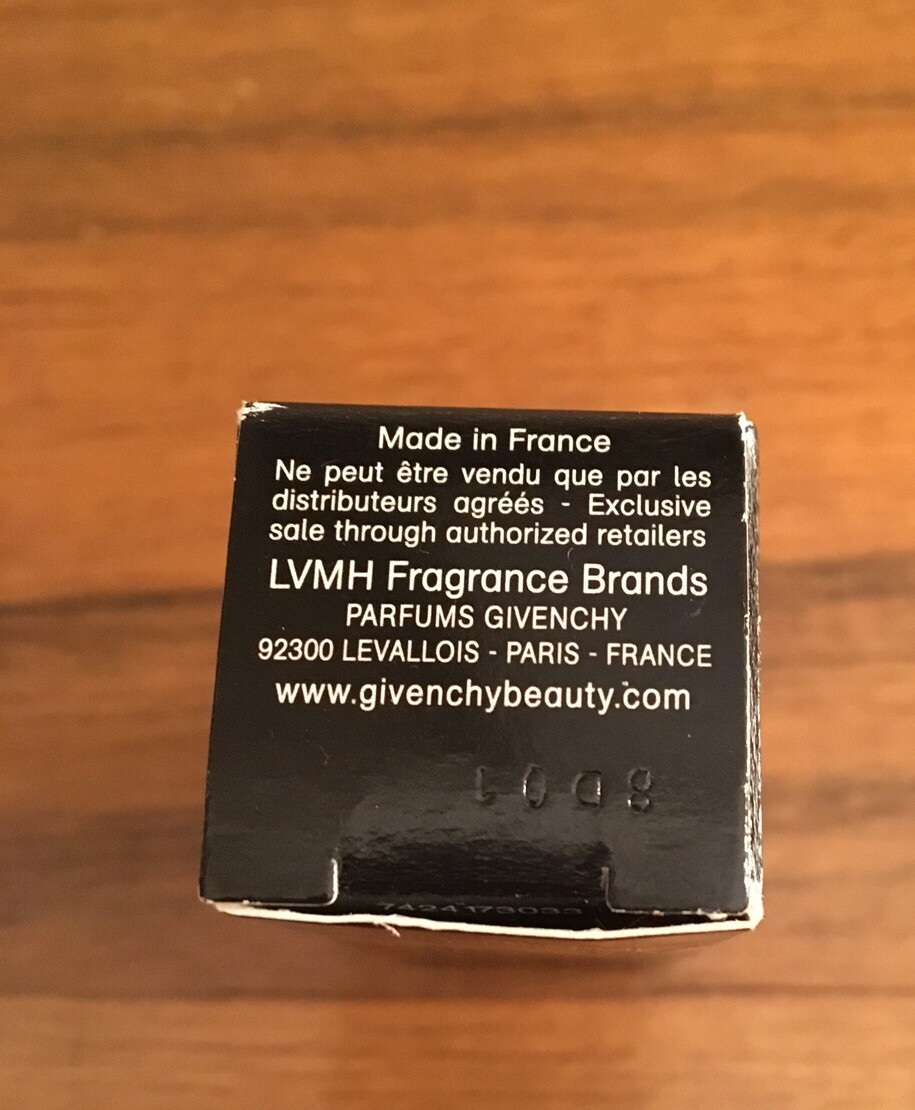 Made in France
Ne peut être vendu que par les
distributeurs agréés - Exclusive
sale through authorized retailers
LVMH Fragrance Brands
PARFUMS GIVENCHY
92300 LEVALLOIS - PARIS - FRANCE
www.givenchybeauty.com
8D01